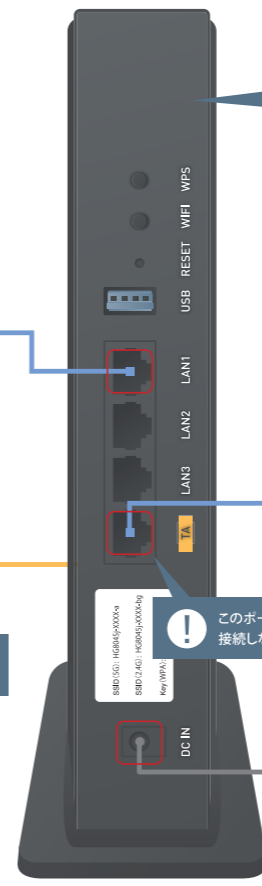 WPS
WIFI
RESET
USB
LAN1
LAN2
LAN3
TA
SSID(5G): HG8045j-XXXX-a
SSID(2.4G): HG8045j-XXXX-bg
Key(WPA):
!
このポー
接続し
DC IN